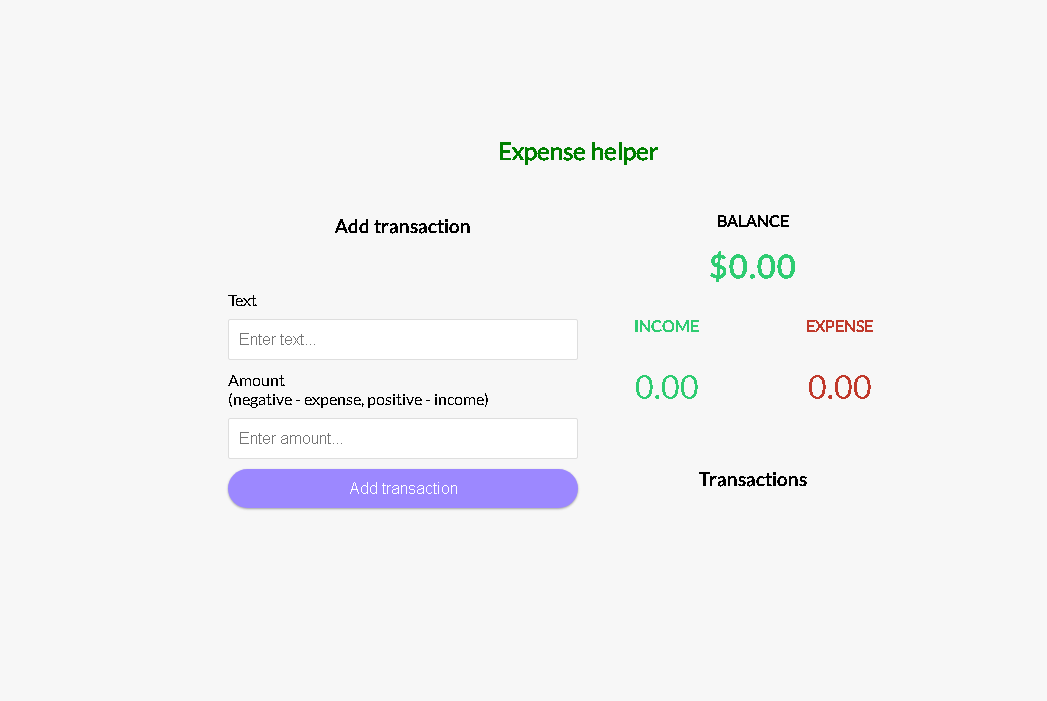 Expense helper
Add transaction
Text
Enter text...
Amount
(negative - expense, positive - income)
Enter amount...
Add transaction
BALANCE
$0.00
INCOME
EXPENSE
0.00
0.00
Transactions